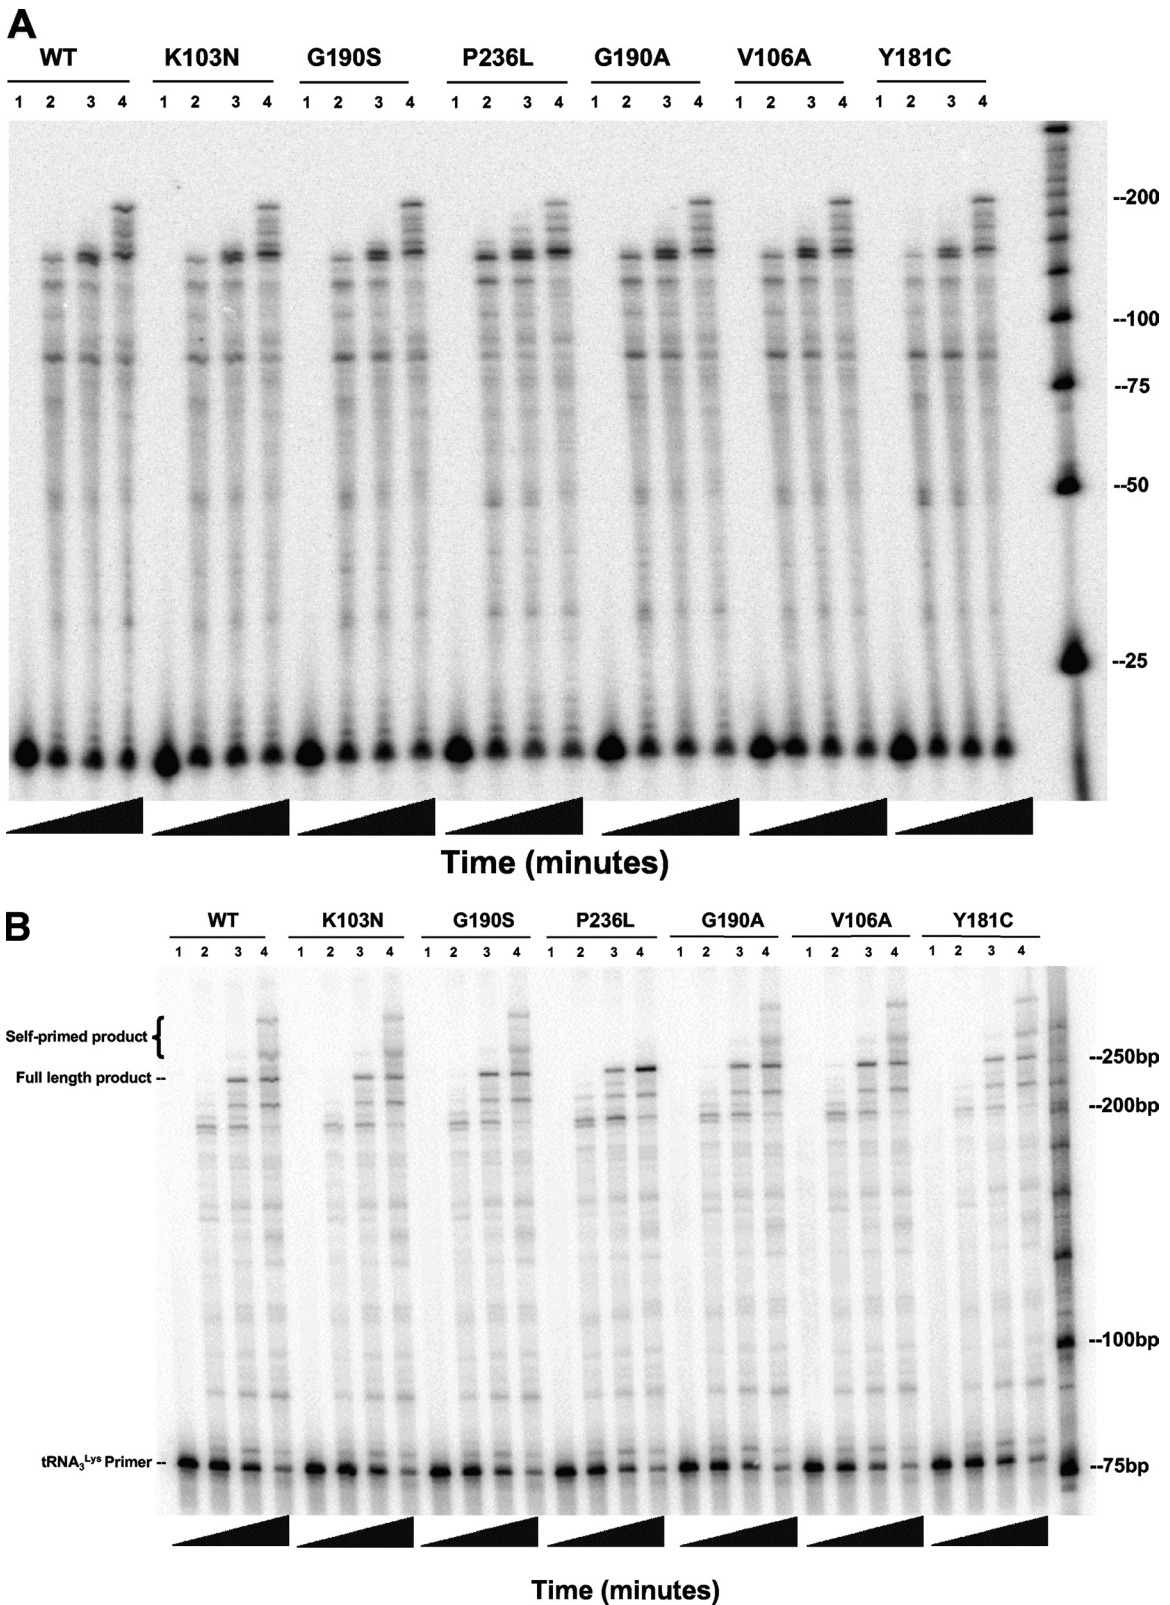 A
WT K103N G190S P236L G190A V106A Y181C
1 2 3 4 1 2 3 4 1 2 3 4 1 2 3 4 1 2 3 4 1 2 3 4 1 2 3 4
--200
--100
--75
--50
--25
Time (minutes)
B
WT K103N G190S P236L G190A V106A Y181C
1 2 3 4 1 2 3 4 1 2 3 4 1 2 3 4 1 2 3 4 1 2 3 4 1 2 3 4
Self-primed product {
--250bp
Full length product --
--200bp
--100bp
tRNA₃ᴸʸˢ Primer --
--75bp
Time (minutes)